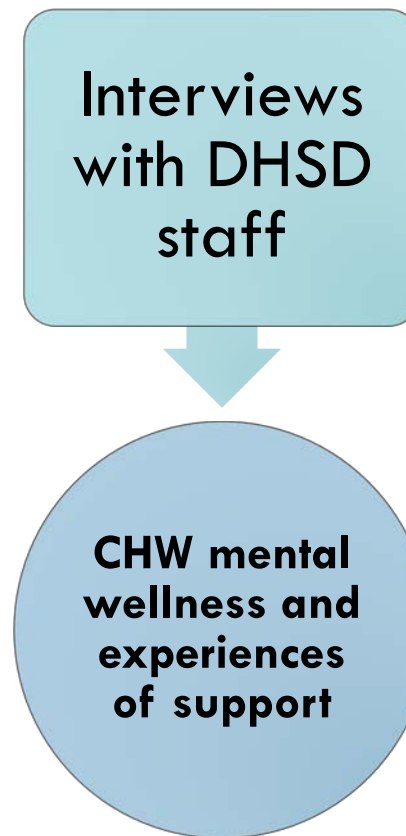 Interviews
with DHSD
staff
CHW mental
wellness and
experiences
of support